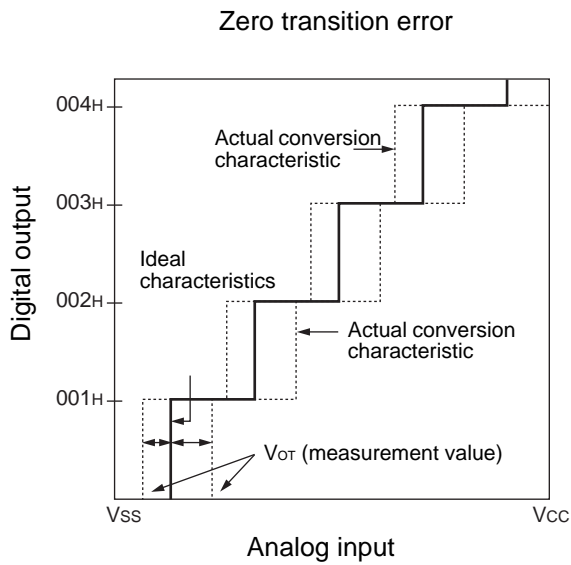 Zero transition error
004H
Actual conversion
characteristic
003H
Ideal
characteristics
Digital output
002H
Actual conversion
characteristic
001H
VOT (measurement value)
VSS
VCC
Analog input